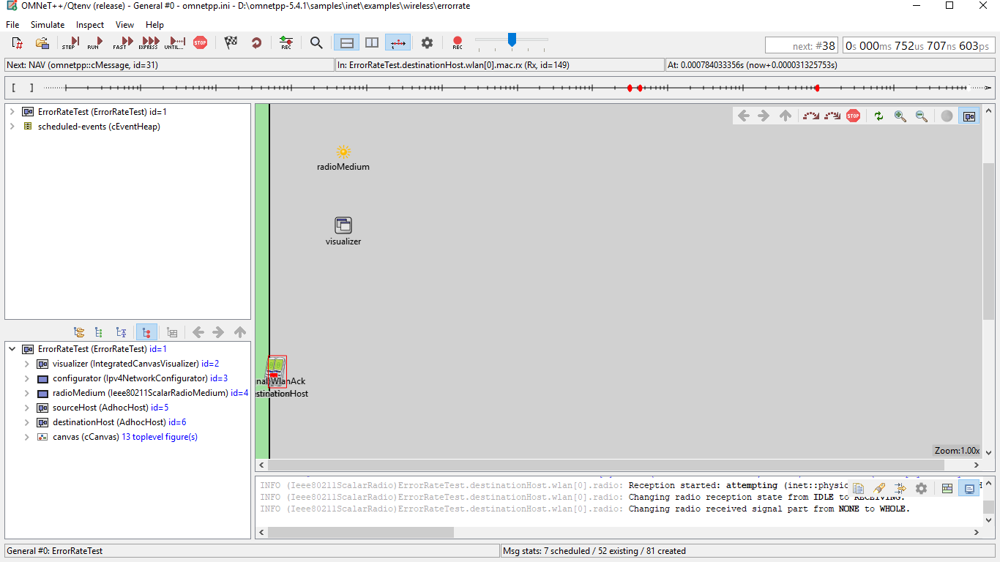 OMNeT++/Qtenv (release) - General #0 - omnetpp.ini - D:\omnetpp-5.4.1\samples\inet\examples\wireless\errorrate
File Simulate Inspect View Help
STEP RUN FAST EXPRESS UNTIL... STOP REC REC
next: #38 0s 000ms 752us 707ns 603ps
Next: NAV (omnetpp::cMessage, id=31) In: ErrorRateTest.destinationHost.wlan[0].mac.rx (Rx, id=149) At: 0.000784033356s (now+0.000031325753s)
[ ]
ErrorRateTest (ErrorRateTest) id=1
scheduled-events (cEventHeap)
STOP
radioMedium
visualizer
nal)WlanAck
estinationHost
Zoom:1.00x
ErrorRateTest (ErrorRateTest) id=1
visualizer (IntegratedCanvasVisualizer) id=2
configurator (Ipv4NetworkConfigurator) id=3
radioMedium (Ieee80211ScalarRadioMedium) id=4
sourceHost (AdhocHost) id=5
destinationHost (AdhocHost) id=6
canvas (cCanvas) 13 toplevel figure(s)
INFO (Ieee80211ScalarRadio)ErrorRateTest.destinationHost.wlan[0].radio: Reception started: attempting (inet::physic
INFO (Ieee80211ScalarRadio)ErrorRateTest.destinationHost.wlan[0].radio: Changing radio reception state from IDLE to RECEIVING.
INFO (Ieee80211ScalarRadio)ErrorRateTest.destinationHost.wlan[0].radio: Changing radio received signal part from NONE to WHOLE.
General #0: ErrorRateTest Msg stats: 7 scheduled / 52 existing / 81 created